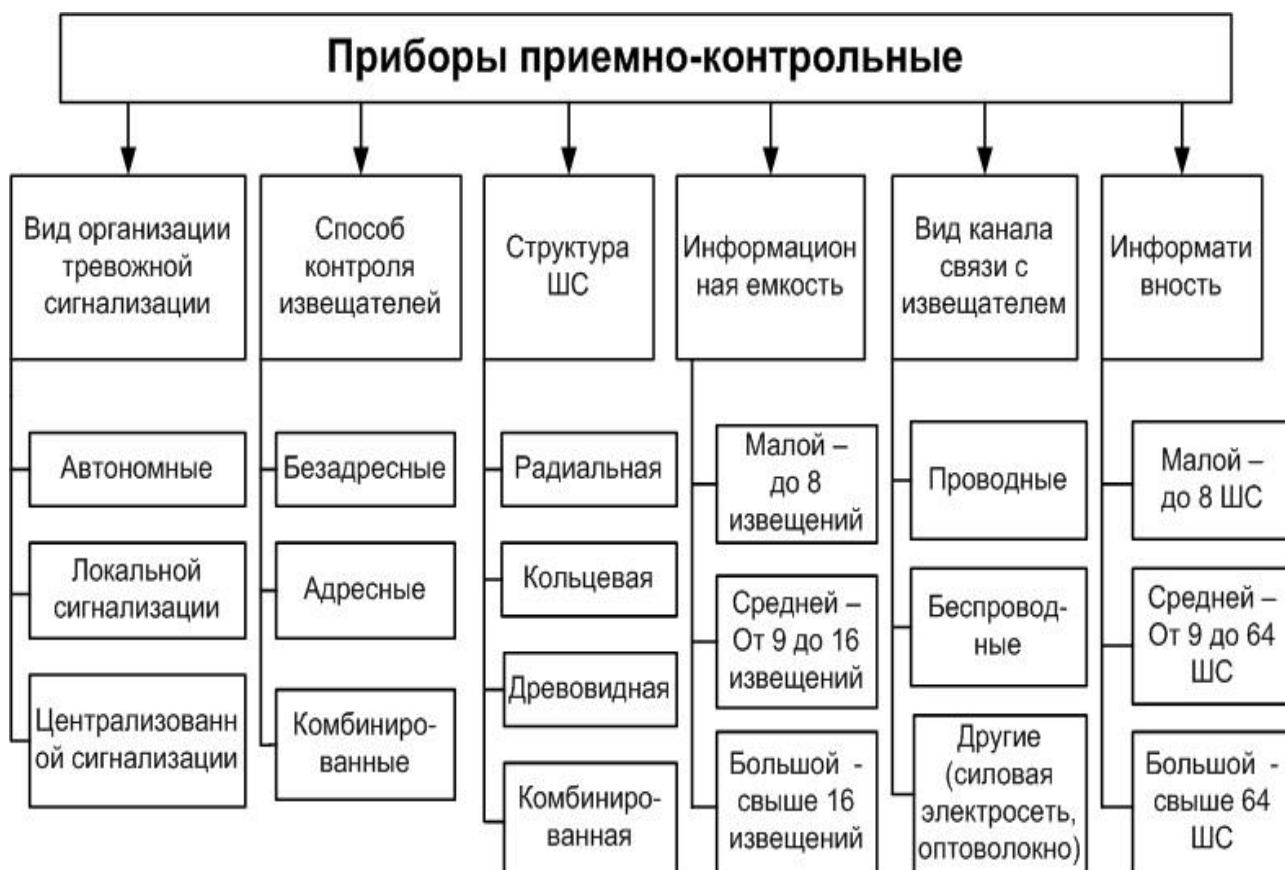 Приборы приемно-контрольные
Вид организации
тревожной
сигнализации
Автономные
Локальной
сигнализации
Централизованн
ой сигнализации
Способ
контроля
извещателей
Безадресные
Адресные
Комбиниро-
ванные
Структура
ШС
Радиальная
Кольцевая
Древовидная
Комбиниро-
ванная
Информацион
ная емкость
Малой –
до 8
извещений
Средней –
От 9 до 16
извещений
Большой -
свыше 16
извещений
Вид канала
связи с
извещателем
Проводные
Беспровод-
ные
Другие
(силовая
электросеть,
оптоволокно)
Информати
вность
Малой –
до 8 ШС
Средней –
От 9 до 64
ШС
Большой -
свыше 64
ШС